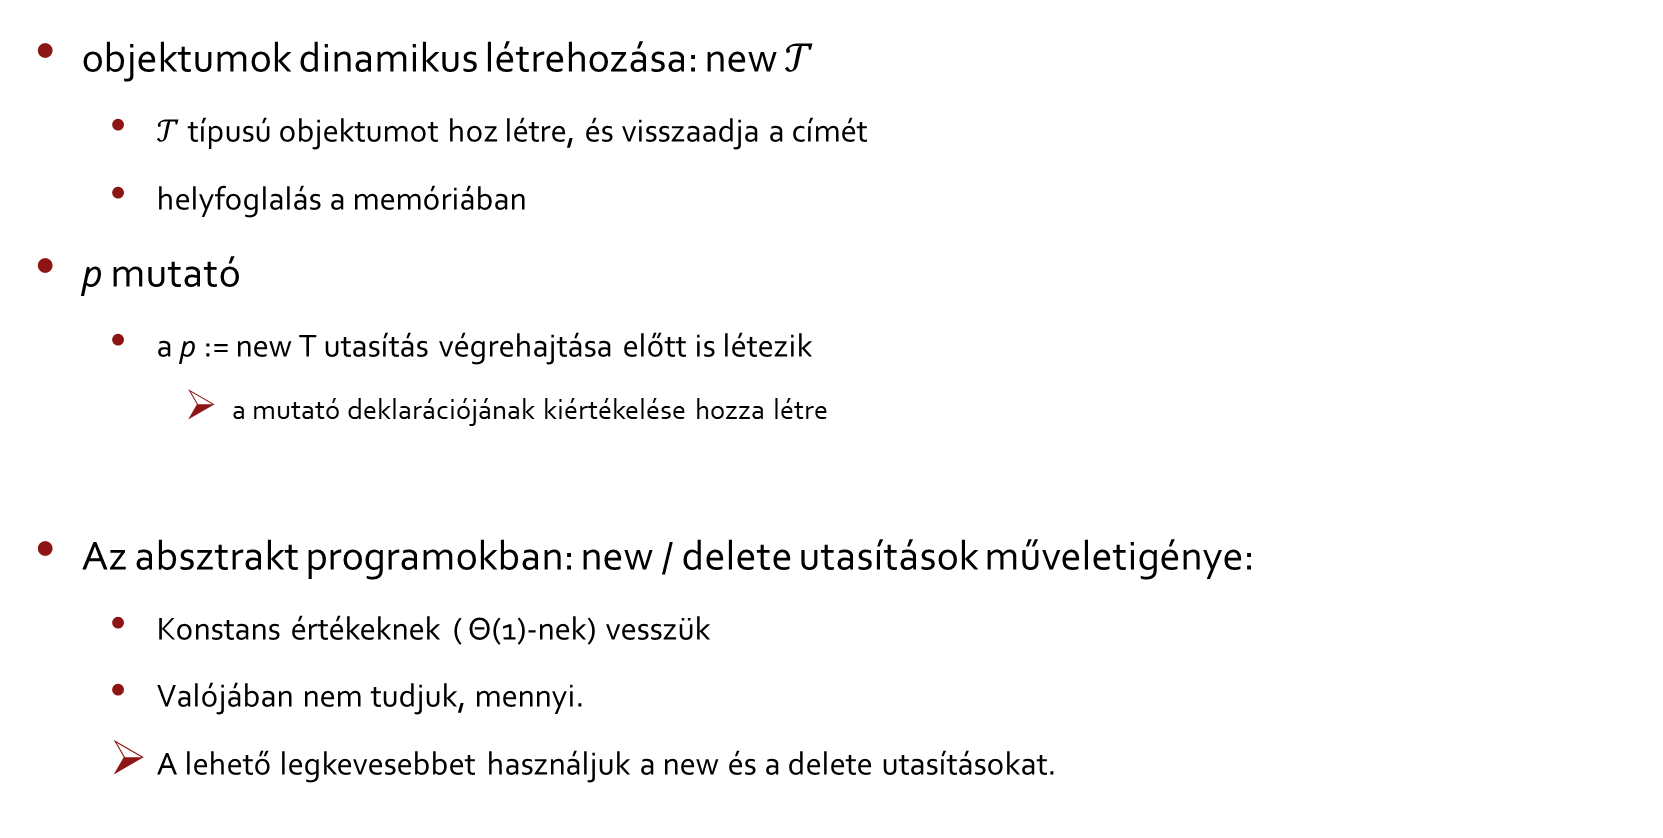 • objektumok dinamikus létrehozása: new 𝒯
• 𝒯 típusú objektumot hoz létre, és visszaadja a címét
• helyfoglalás a memóriában
• p mutató
• a p := new T utasítás végrehajtása előtt is létezik
➢ a mutató deklarációjának kiértékelése hozza létre
• Az absztrakt programokban: new / delete utasítások műveletigénye:
• Konstans értékeknek ( Θ(1)-nek) vesszük
• Valójában nem tudjuk, mennyi.
➢ A lehető legkevesebbet használjuk a new és a delete utasításokat.